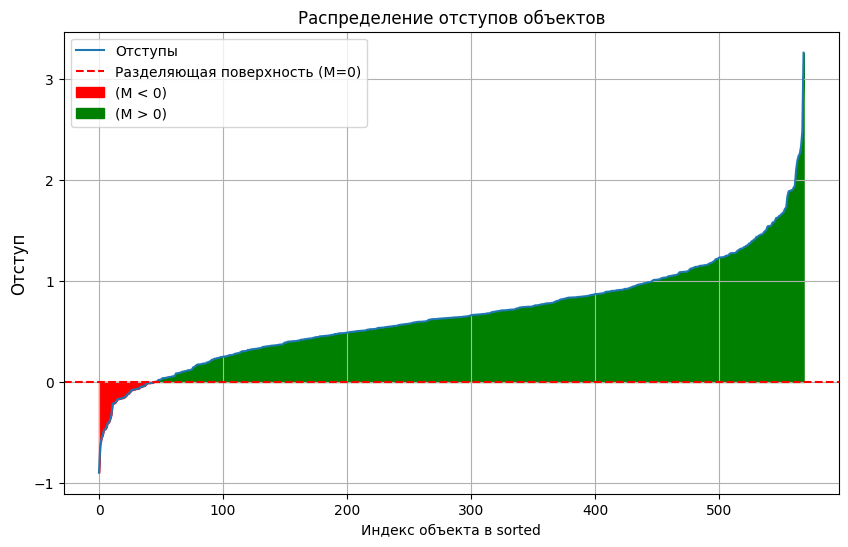 Распределение отступов объектов
Отступы
Разделяющая поверхность (M=0)
(M < 0)
(M > 0)
Отступ
3
2
1
0
−1
0
100
200
300
400
500
Индекс объекта в sorted